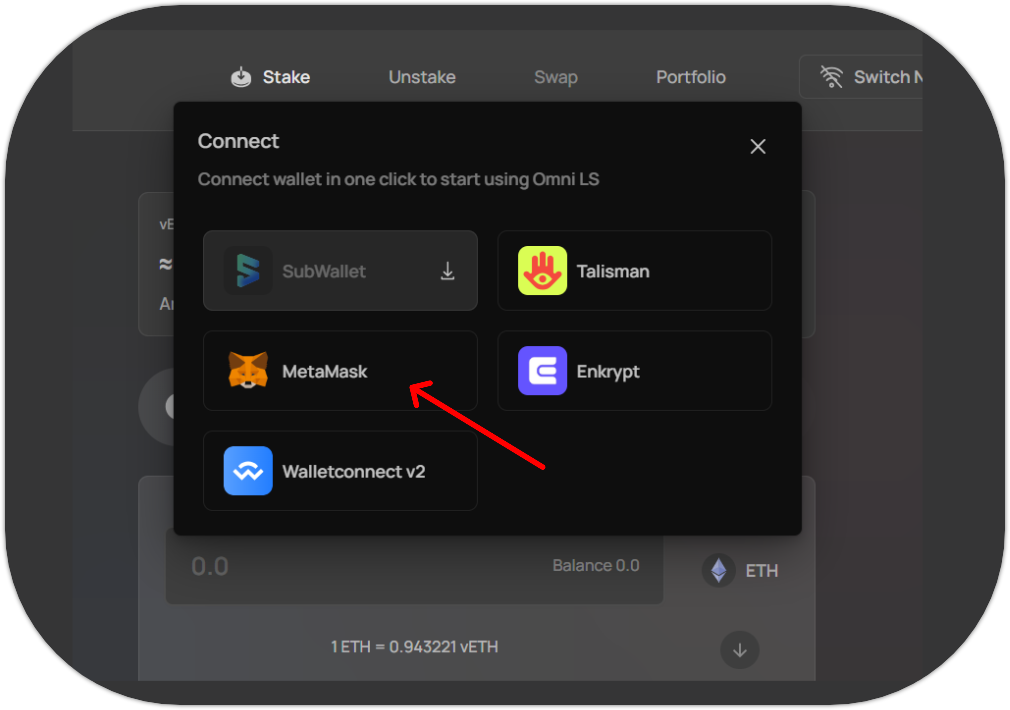 Stake Unstake Swap Portfolio Switch N
Connect
Connect wallet in one click to start using Omni LS
SubWallet Talisman
MetaMask Enkrypt
Walletconnect v2
vE
≈
0.0 Balance 0.0 ETH
1 ETH = 0.943221 vETH